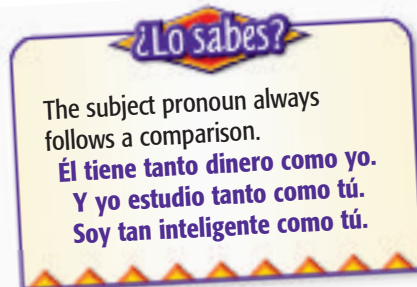 ¿Lo sabes?
The subject pronoun always
follows a comparison.
Él tiene tanto dinero como yo.
Y yo estudio tanto como tú.
Soy tan inteligente como tú.